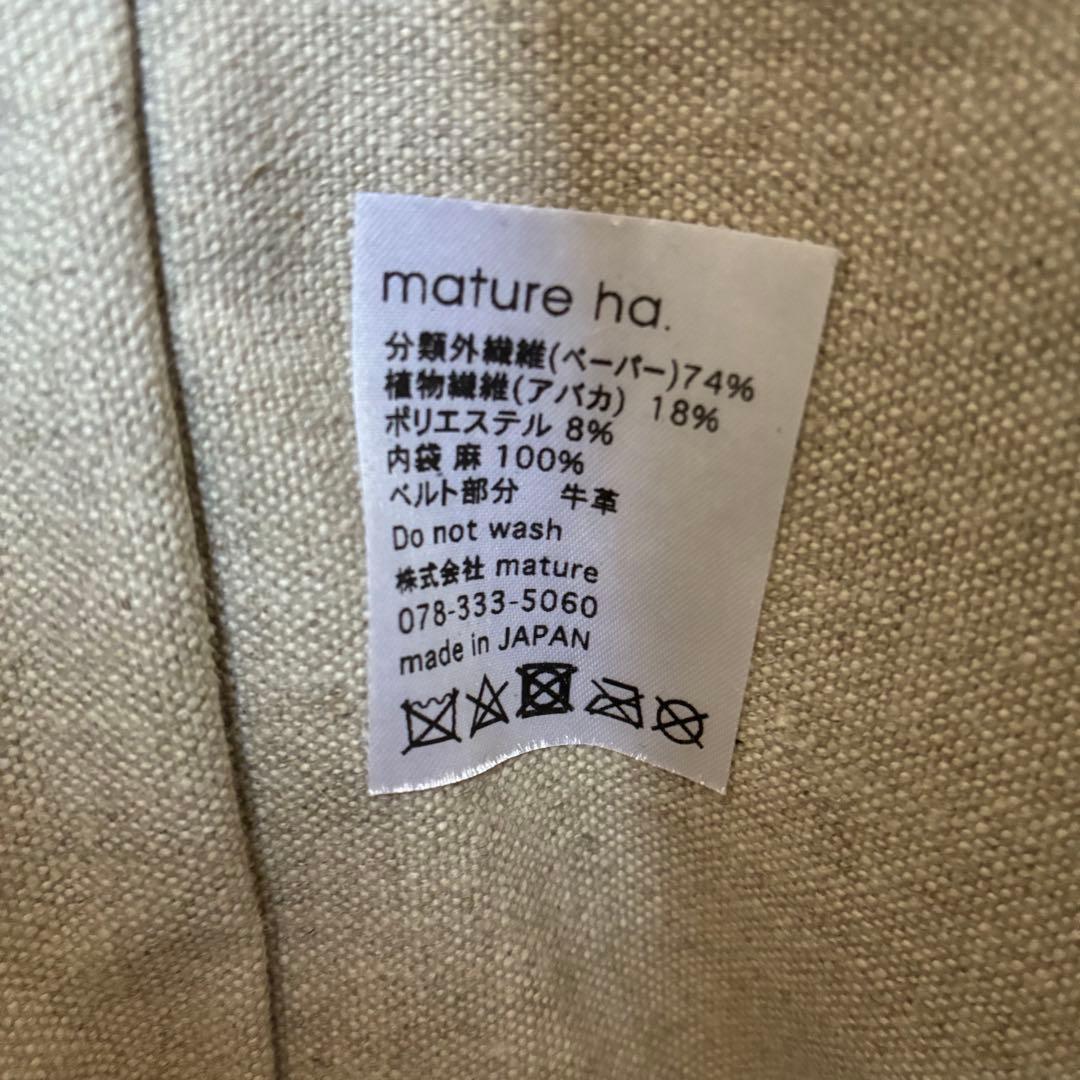 mature ha.
分類外繊維(ペーパー)74%
植物繊維(アバカ) 18%
ポリエステル 8%
内袋 麻 100%
ベルト部分 牛革
Do not wash
株式会社 mature
078-333-5060
made in JAPAN